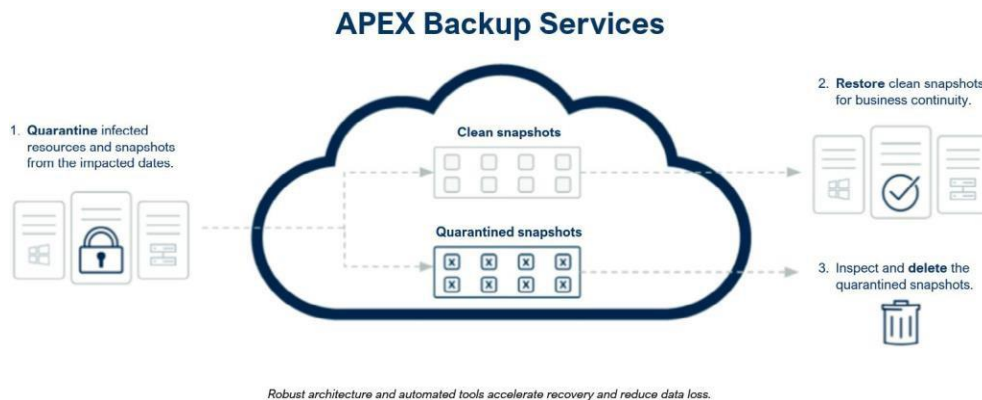 APEX Backup Services
1. Quarantine infected
resources and snapshots
from the impacted dates.
Clean snapshots
Quarantined snapshots
x x x x
x x x x
2. Restore clean snapshots
for business continuity.
3. Inspect and delete the
quarantined snapshots.
Robust architecture and automated tools accelerate recovery and reduce data loss.